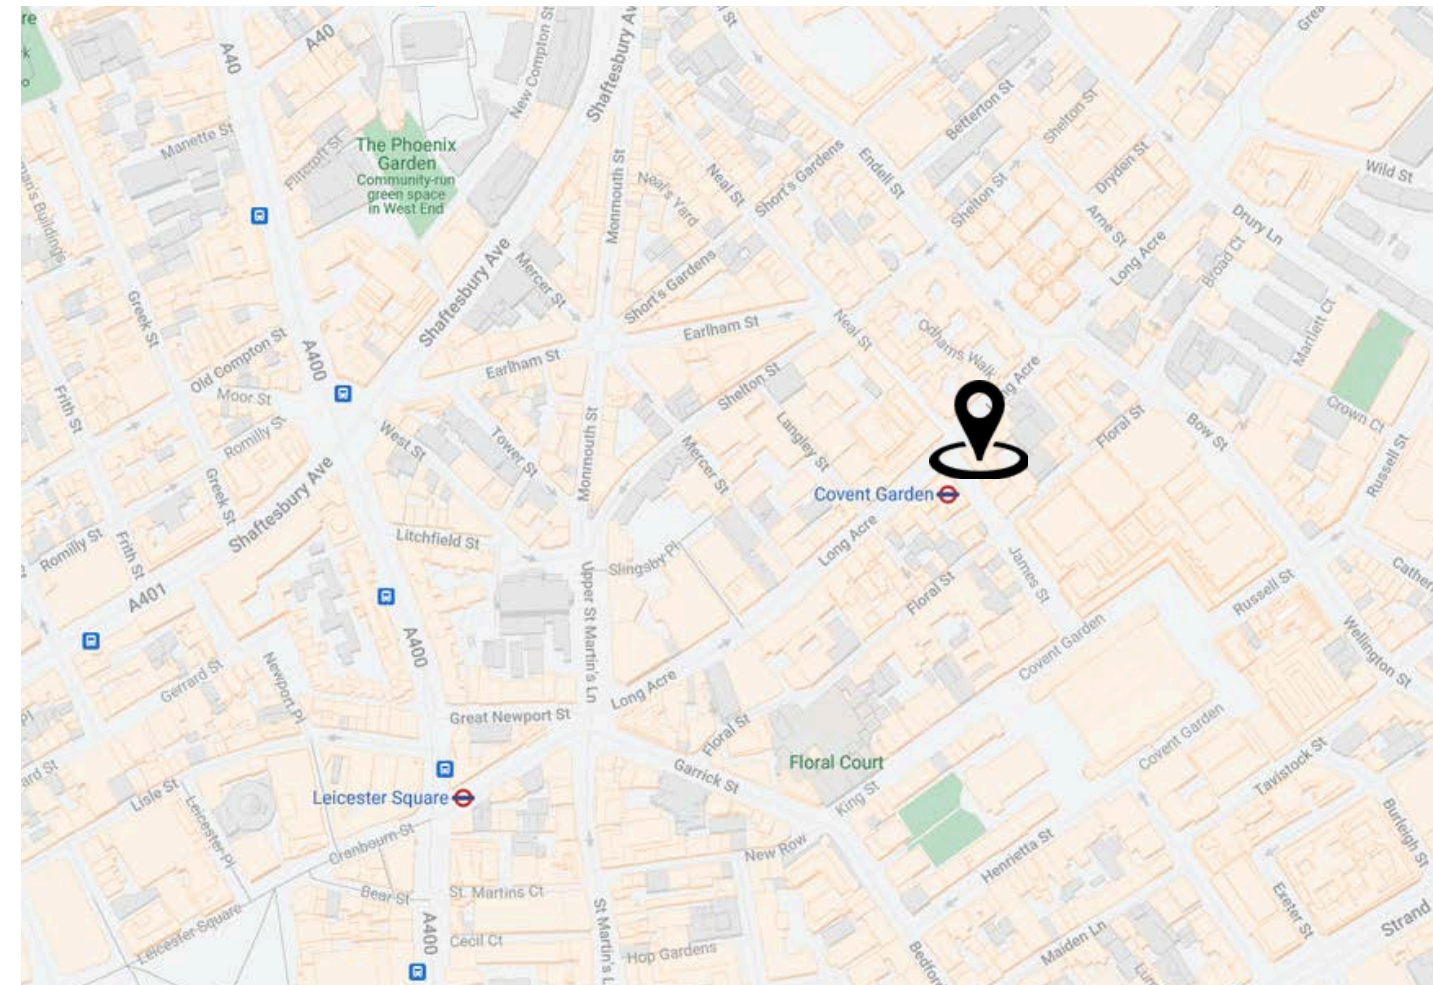 A40
A40
New Compton St
Shaftesbury Av
Manette St
Flitcroft St
The Phoenix
Garden
Community-run
green space
in West End
Monmouth St
Neal's Yard
Neal St
Short's Gardens
Endell St
Betterton St
Shelton St
Shelton St
Dryden St
Arne St
Long Acre
Broad Ct
Drury Ln
Wild St
Martlett Ct
Crown Ct
Russell St
Greek St
Shaftesbury Ave
Mercer St
Short's Gardens
Earlham St
Neal St
Odhams Walk
Old Compton St
A400
Moor St
Romilly St
Frith St
Earlham St
Shelton St
Langley St
Mercer St
Monmouth St
Tower St
West St
Floral St
Bow St
Covent Garden
Long Acre
Greek St
Shaftesbury Ave
Romilly St
Frith St
A401
Litchfield St
Slingsby Pl
Upper St Martin's Ln
Floral St
James St
Russell St
Covent Garden
Wellington St
A400
Gerrard St
Newport Pl
Long Acre
Great Newport St
Floral St
Floral Court
Garrick St
King St
Covent Garden
Tavistock St
Leicester Square
Lisle St
Leicester Pl
Cranbourn St
Bear St
St. Martins Ct
New Row
Henrietta St
Burleigh St
Exeter St
Strand
Leicester Square
A400
Cecil Ct
St Martin's L
Hop Gardens
Maiden Ln